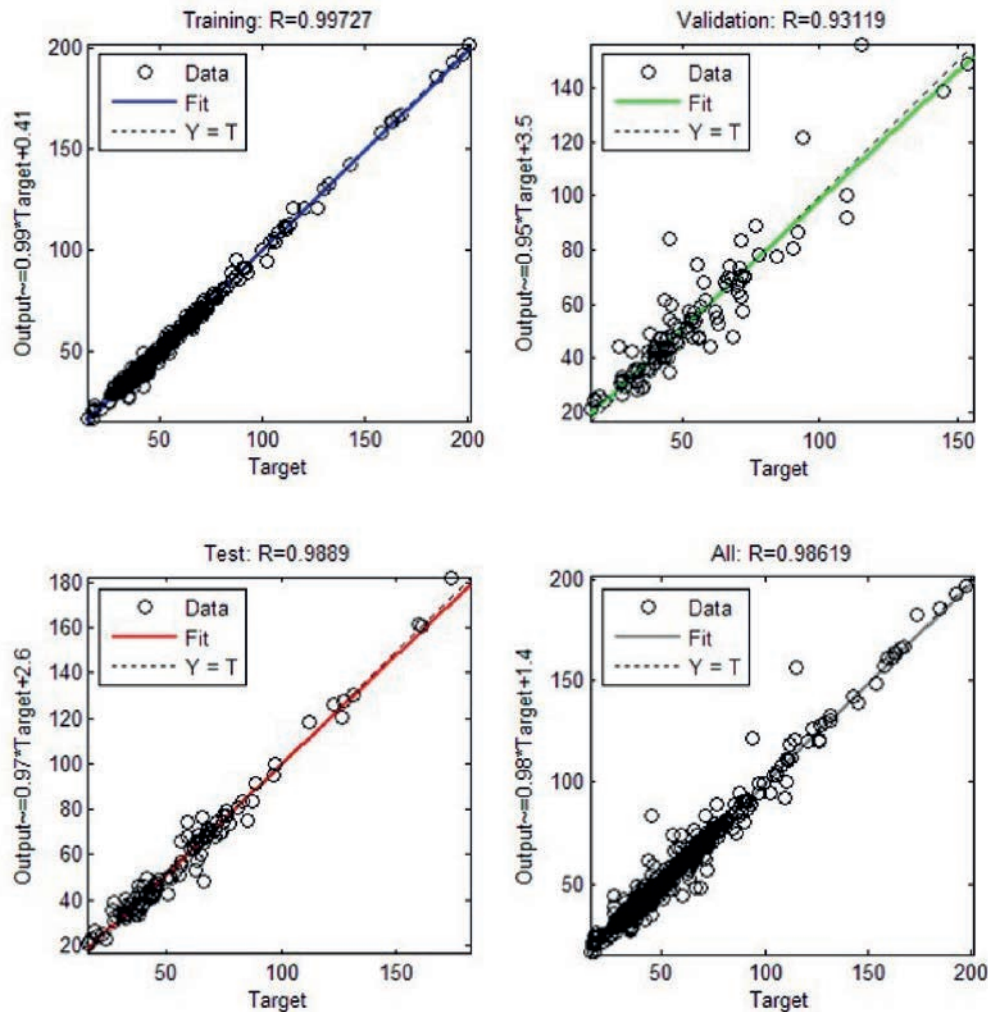 Training: R=0.99727
Output~=0.99*Target+0.41
200
150
100
50
Data
Fit
Y = T
50
100
150
200
Target
Validation: R=0.93119
Output~=0.95*Target+3.5
140
120
100
80
60
40
20
Data
Fit
Y = T
50
100
150
Target
Test: R=0.9889
Output~=0.97*Target+2.6
180
160
140
120
100
80
60
40
20
Data
Fit
Y = T
50
100
150
Target
All: R=0.98619
Output~=0.98*Target+1.4
200
150
100
50
Data
Fit
Y = T
50
100
150
200
Target